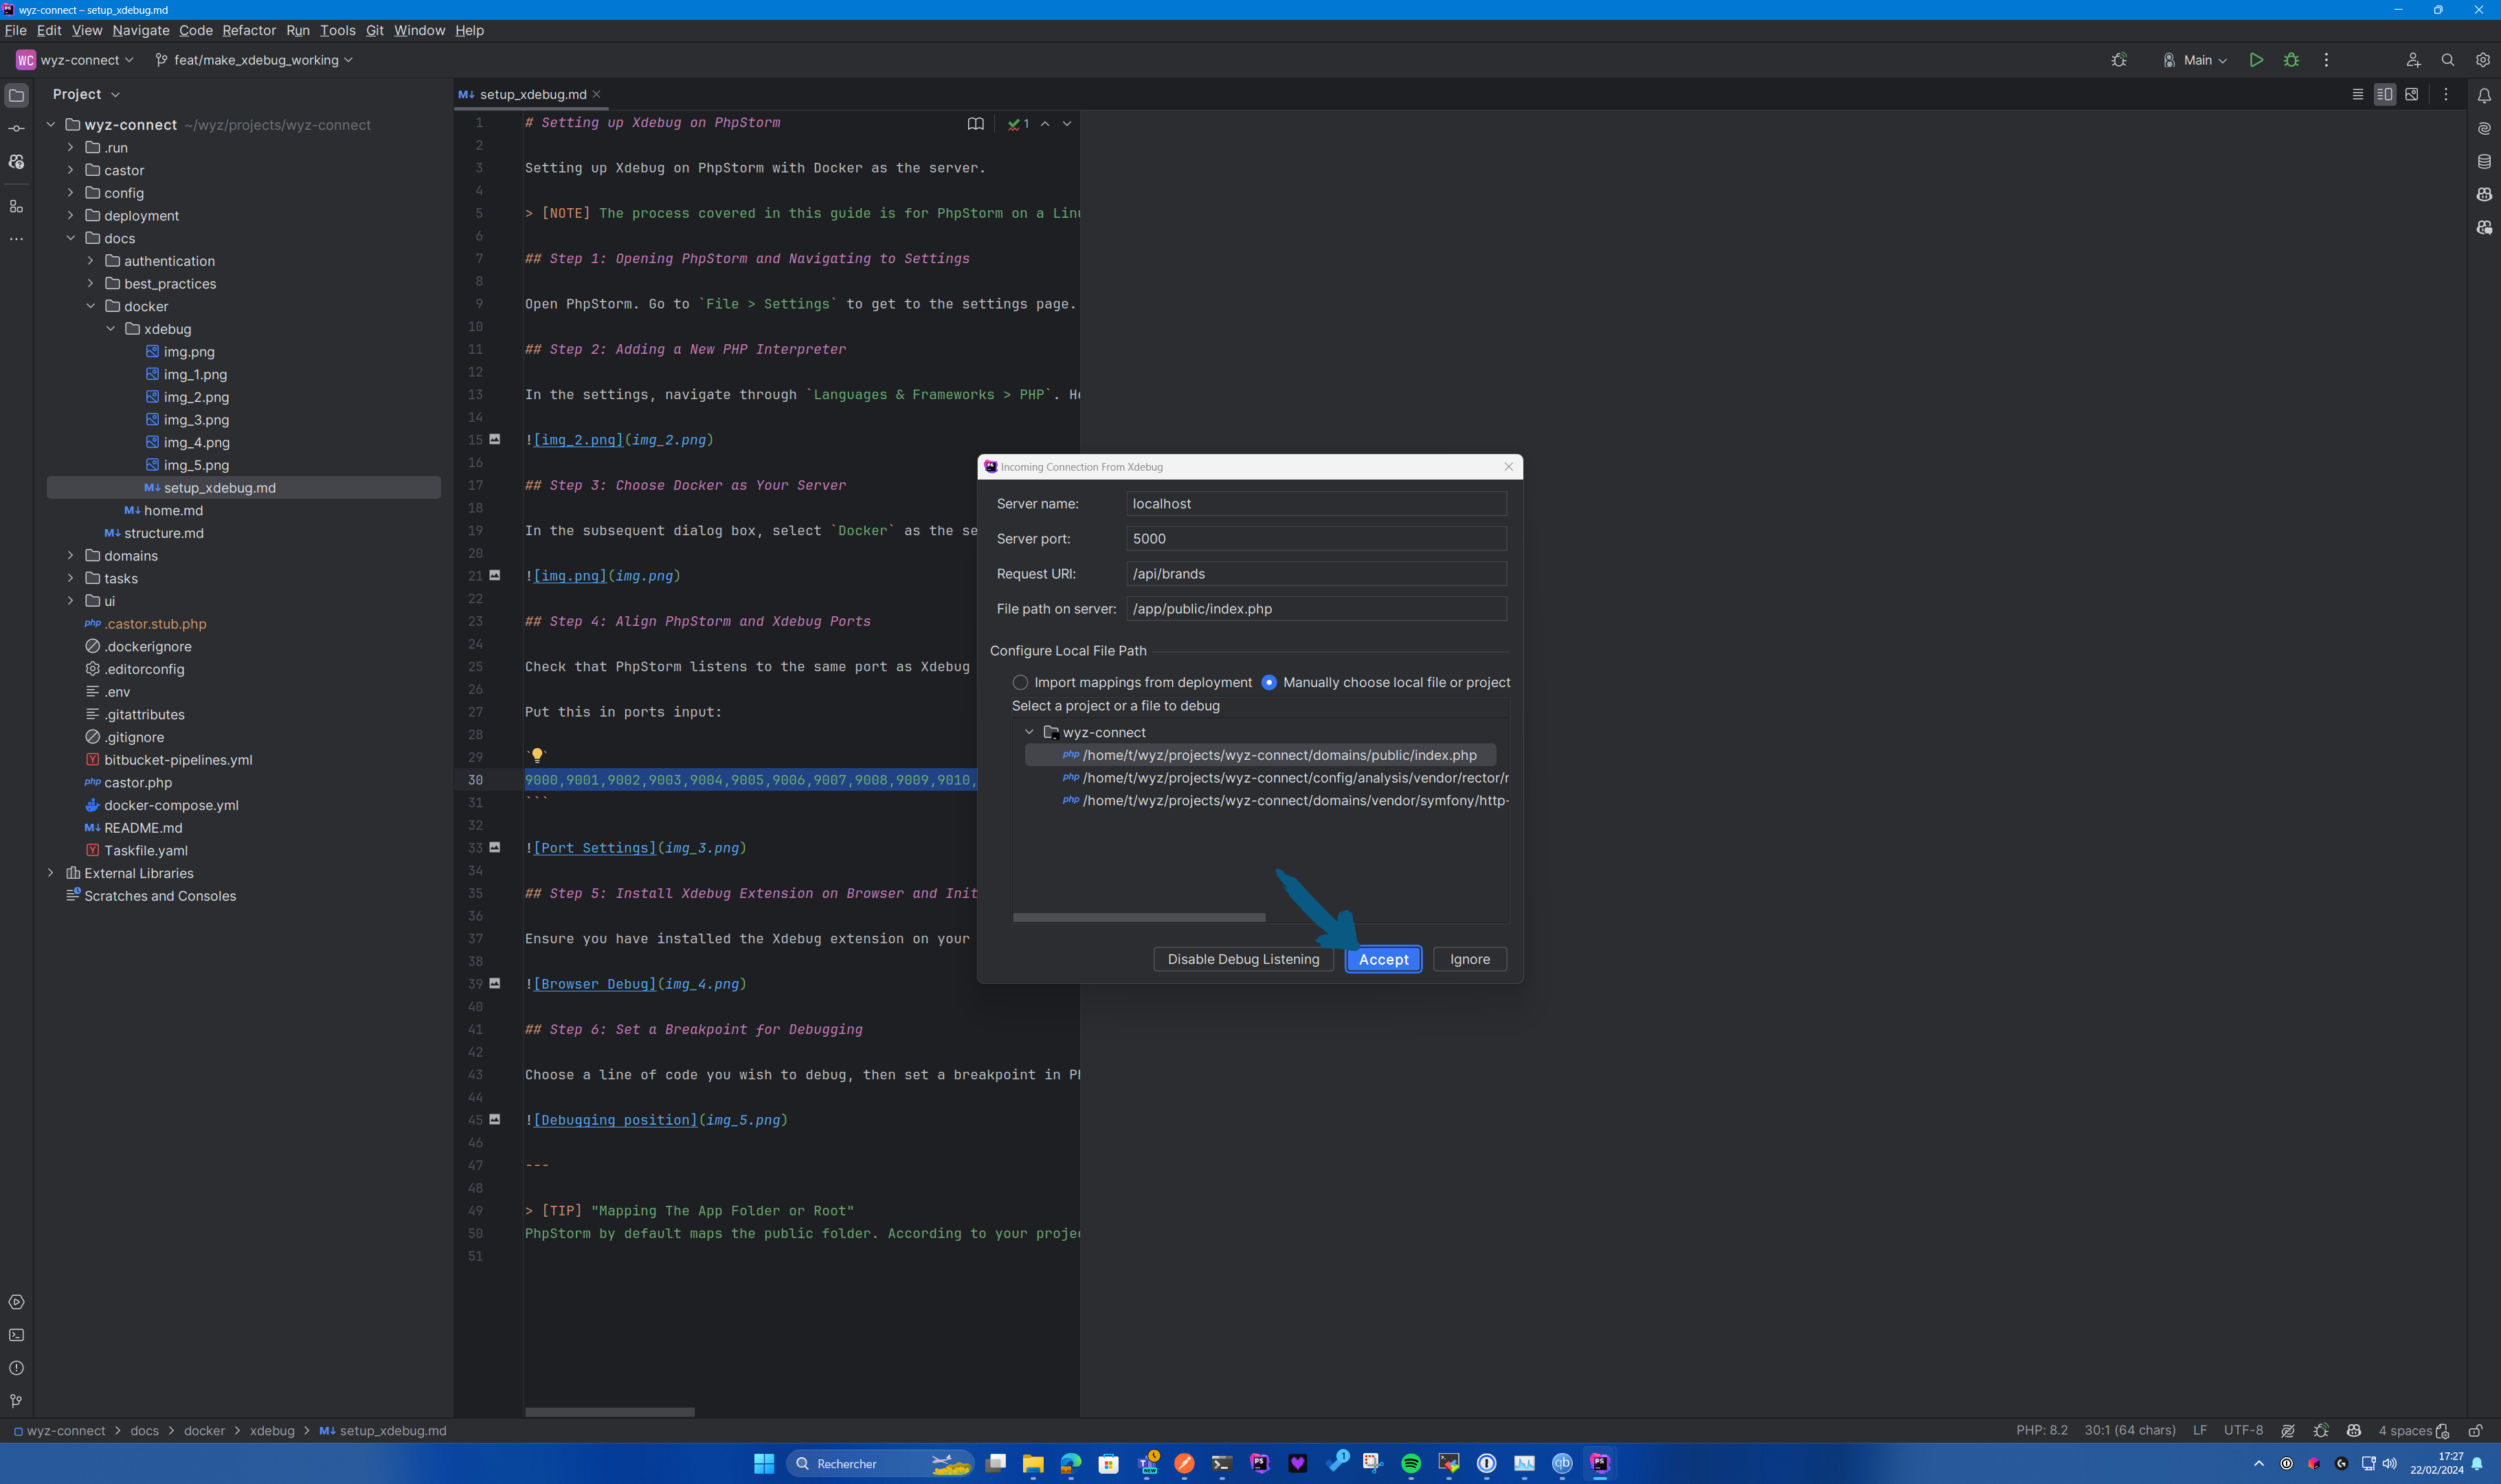 wyz-connect – setup_xdebug.md
File Edit View Navigate Code Refactor Run Tools Git Window Help
WC wyz-connect feat/make_xdebug_working Main
Project
setup_xdebug.md
wyz-connect ~/wyz/projects/wyz-connect
.run
castor
config
deployment
docs
authentication
best_practices
docker
xdebug
img.png
img_1.png
img_2.png
img_3.png
img_4.png
img_5.png
setup_xdebug.md
home.md
structure.md
domains
tasks
ui
.castor.stub.php
.dockerignore
.editorconfig
.env
.gitattributes
.gitignore
bitbucket-pipelines.yml
castor.php
docker-compose.yml
README.md
Taskfile.yaml
External Libraries
Scratches and Consoles
1 # Setting up Xdebug on PhpStorm
2
3 Setting up Xdebug on PhpStorm with Docker as the server.
4
5 > [NOTE] The process covered in this guide is for PhpStorm on a Linu
6
7 ## Step 1: Opening PhpStorm and Navigating to Settings
8
9 Open PhpStorm. Go to `File > Settings` to get to the settings page.
10
11 ## Step 2: Adding a New PHP Interpreter
12
13 In the settings, navigate through `Languages & Frameworks > PHP`. He
14
15 ![img_2.png](img_2.png)
16
17 ## Step 3: Choose Docker as Your Server
18
19 In the subsequent dialog box, select `Docker` as the se
20
21 ![img.png](img.png)
22
23 ## Step 4: Align PhpStorm and Xdebug Ports
24
25 Check that PhpStorm listens to the same port as Xdebug
26
27 Put this in ports input:
28
29
30 9000,9001,9002,9003,9004,9005,9006,9007,9008,9009,9010,
31 ```
32
33 ![Port Settings](img_3.png)
34
35 ## Step 5: Install Xdebug Extension on Browser and Init
36
37 Ensure you have installed the Xdebug extension on your
38
39 ![Browser Debug](img_4.png)
40
41 ## Step 6: Set a Breakpoint for Debugging
42
43 Choose a line of code you wish to debug, then set a breakpoint in Ph
44
45 ![Debugging position](img_5.png)
46
47 ---
48
49 > [TIP] "Mapping The App Folder or Root"
50 PhpStorm by default maps the public folder. According to your projec
51
1
Incoming Connection From Xdebug
Server name: localhost
Server port: 5000
Request URI: /api/brands
File path on server: /app/public/index.php
Configure Local File Path
Import mappings from deployment Manually choose local file or project
Select a project or a file to debug
wyz-connect
/home/t/wyz/projects/wyz-connect/domains/public/index.php
/home/t/wyz/projects/wyz-connect/config/analysis/vendor/rector/r
/home/t/wyz/projects/wyz-connect/domains/vendor/symfony/http-
Disable Debug Listening Accept Ignore
wyz-connect > docs > docker > xdebug > setup_xdebug.md
PHP: 8.2 30:1 (64 chars) LF UTF-8 4 spaces
Rechercher
17:27
22/02/2024